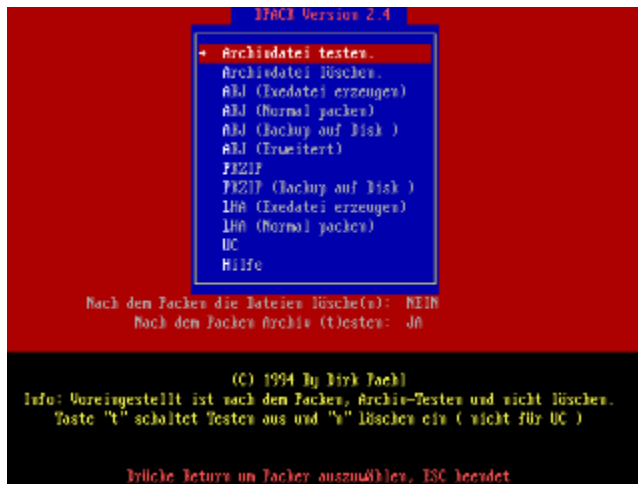 DPACK Version 2.4
→ Archivdatei testen.
Archivdatei löschen.
ARJ (Exedatei erzeugen)
ARJ (Normal packen)
ARJ (Backup auf Disk )
ARJ (Erweitert)
PKZIP
PKZIP (Backup auf Disk )
LHA (Exedatei erzeugen)
LHA (Normal packen)
UC
Hilfe
Nach dem Packen die Dateien lösche(n): NEIN
Nach dem Packen Archiv (t)esten: JA
(C) 1994 By Dirk Paehl
Info: Voreingestellt ist nach dem Packen, Archiv-Testen und nicht löschen.
Taste "t" schaltet Testen aus und "n" löschen ein ( nicht für UC )
Drücke Return um Packer auszuwählen, ESC beendet